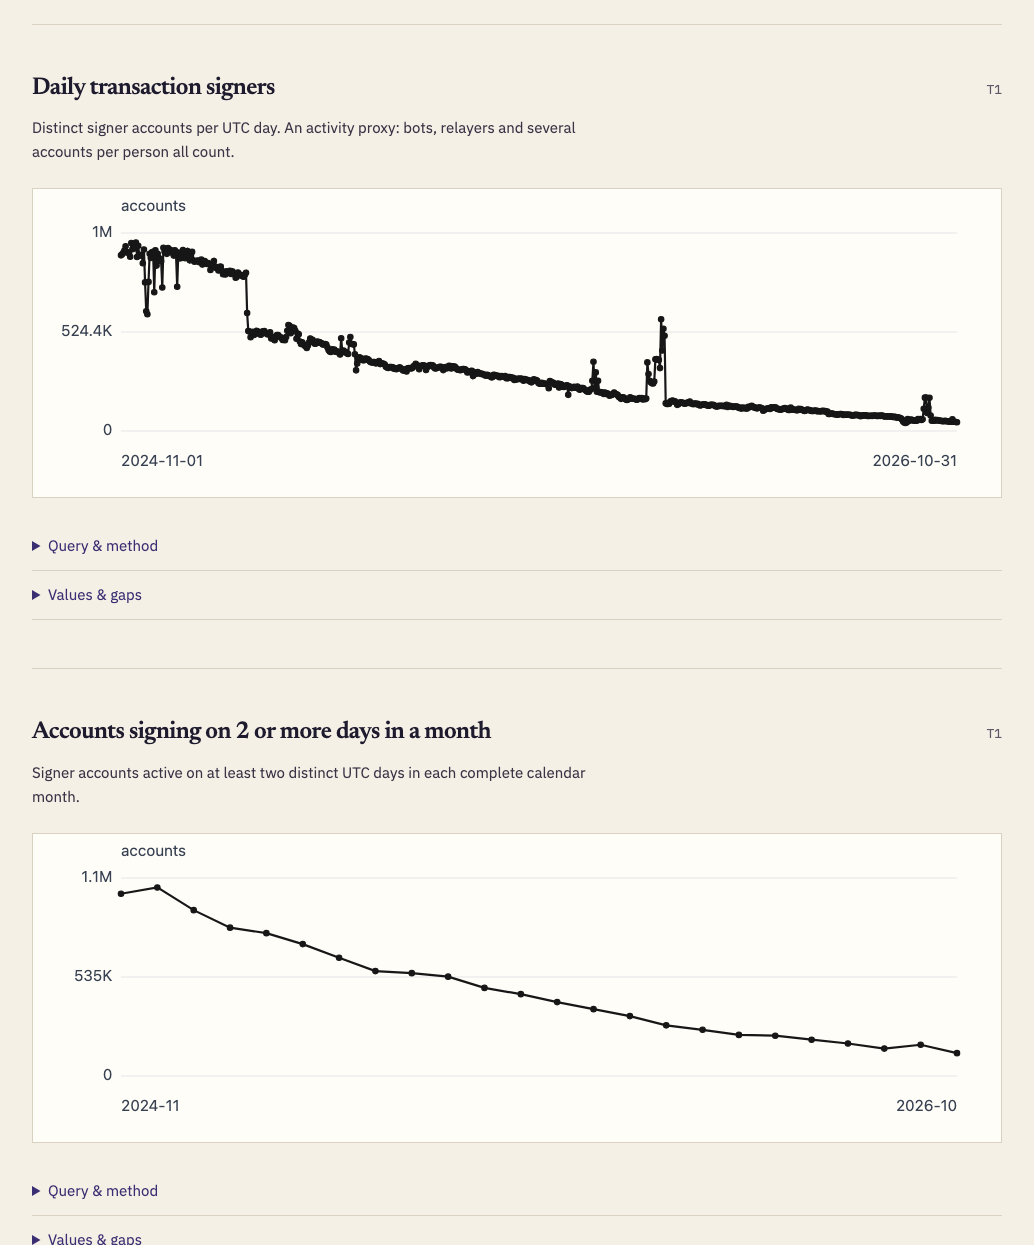 Daily transaction signers
T1
Distinct signer accounts per UTC day. An activity proxy: bots, relayers and several
accounts per person all count.
accounts
1M
524.4K
0
2024-11-01
2026-10-31
▶ Query & method
▶ Values & gaps
Accounts signing on 2 or more days in a month
T1
Signer accounts active on at least two distinct UTC days in each complete calendar
month.
accounts
1.1M
535K
0
2024-11
2026-10
▶ Query & method
▶ Values & gaps